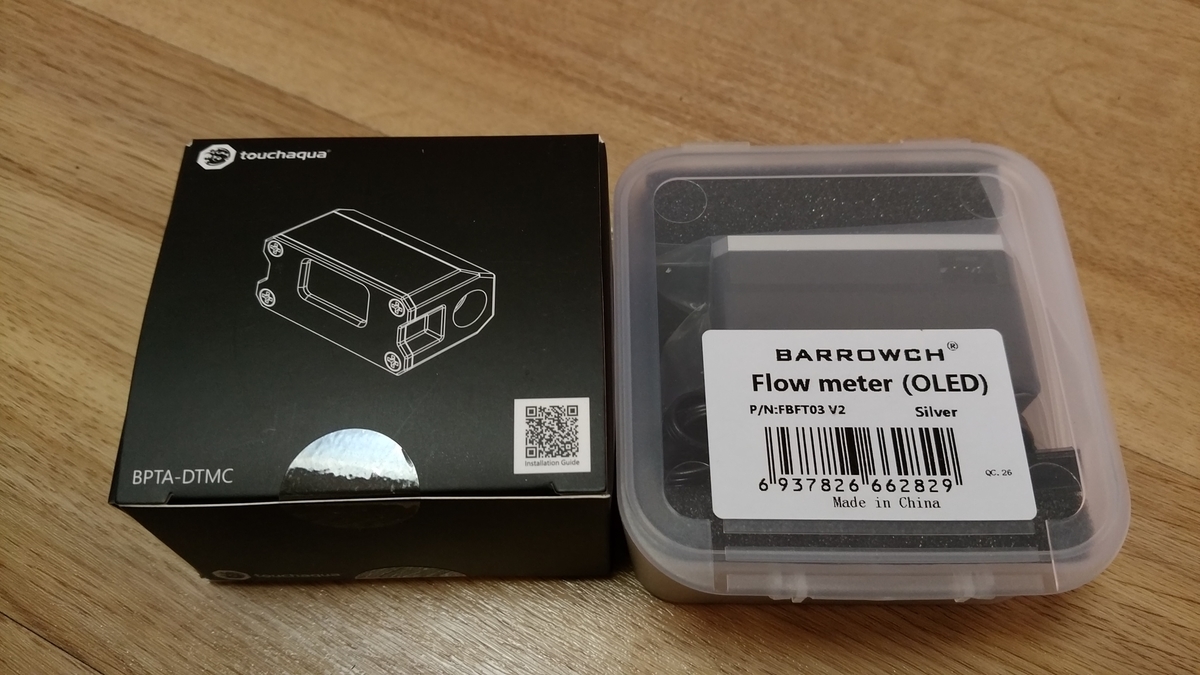 touchaqua®
Installation Guide
BPTA-DTMC
touchaqua
BARROWCH®
Flow meter (OLED)
P/N:FBFT03 V2 Silver
6 937826 662829
QC. 26
Made in China